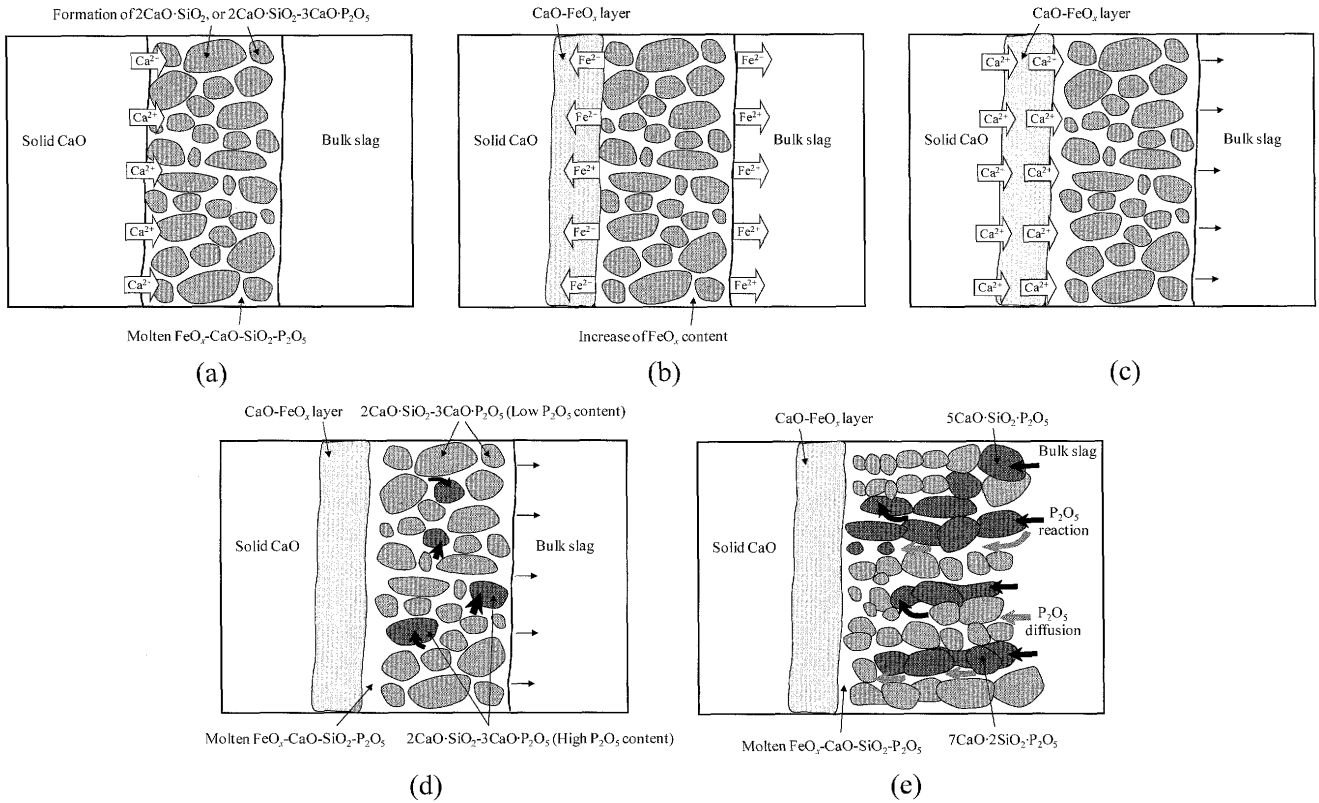 Formation of 2CaO·SiO₂, or 2CaO·SiO₂-3CaO·P₂O₅
Ca²⁻
Ca²⁺
Ca²⁺
Ca²⁺
Ca²⁻
Solid CaO
Bulk slag
Molten FeOₓ-CaO-SiO₂-P₂O₅
(a)
CaO-FeOₓ layer
Fe²⁻
Fe²⁻
Fe²⁺
Fe²⁻
Fe²⁻
Fe²⁻
Fe²⁺
Fe²⁺
Fe²⁺
Fe²⁺
Solid CaO
Bulk slag
Increase of FeOₓ content
(b)
CaO-FeOₓ layer
Ca²⁺
Ca²⁺
Ca²⁺
Ca²⁺
Ca²⁺
Ca²⁺
Ca²⁺
Ca²⁺
Ca²⁺
Ca²⁺
Solid CaO
Bulk slag
(c)
CaO-FeOₓ layer
2CaO·SiO₂-3CaO·P₂O₅ (Low P₂O₅ content)
Solid CaO
Bulk slag
Molten FeOₓ-CaO-SiO₂-P₂O₅
2CaO·SiO₂-3CaO·P₂O₅ (High P₂O₅ content)
(d)
CaO-FeOₓ layer
5CaO·SiO₂·P₂O₅
Bulk slag
P₂O₅
reaction
Solid CaO
P₂O₅
diffusion
Molten FeOₓ-CaO-SiO₂-P₂O₅
7CaO·2SiO₂·P₂O₅
(e)